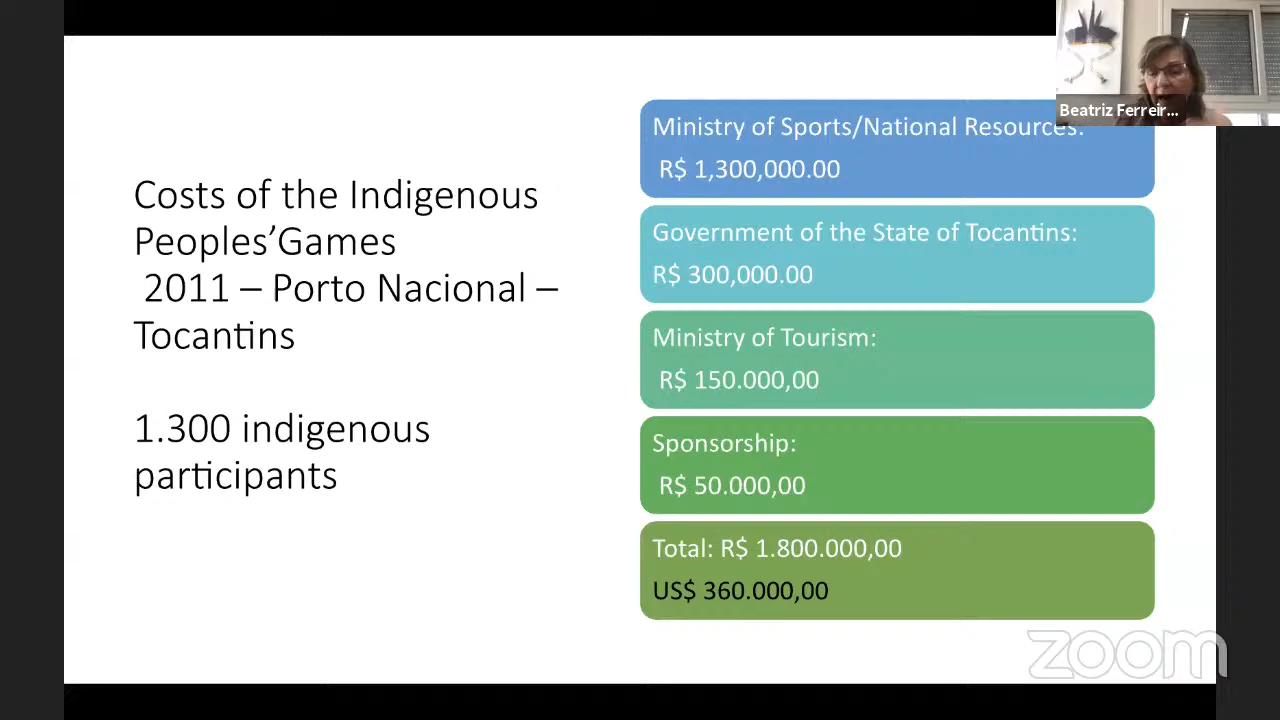 Costs of the Indigenous
Peoples’Games
2011 – Porto Nacional –
Tocantins
1.300 indigenous
participants
Ministry of Sports/National Resources:
R$ 1,300,000.00
Government of the State of Tocantins:
R$ 300,000.00
Ministry of Tourism:
R$ 150.000,00
Sponsorship:
R$ 50.000,00
Total: R$ 1.800.000,00
US$ 360.000,00
Beatriz Ferreir...
zoom